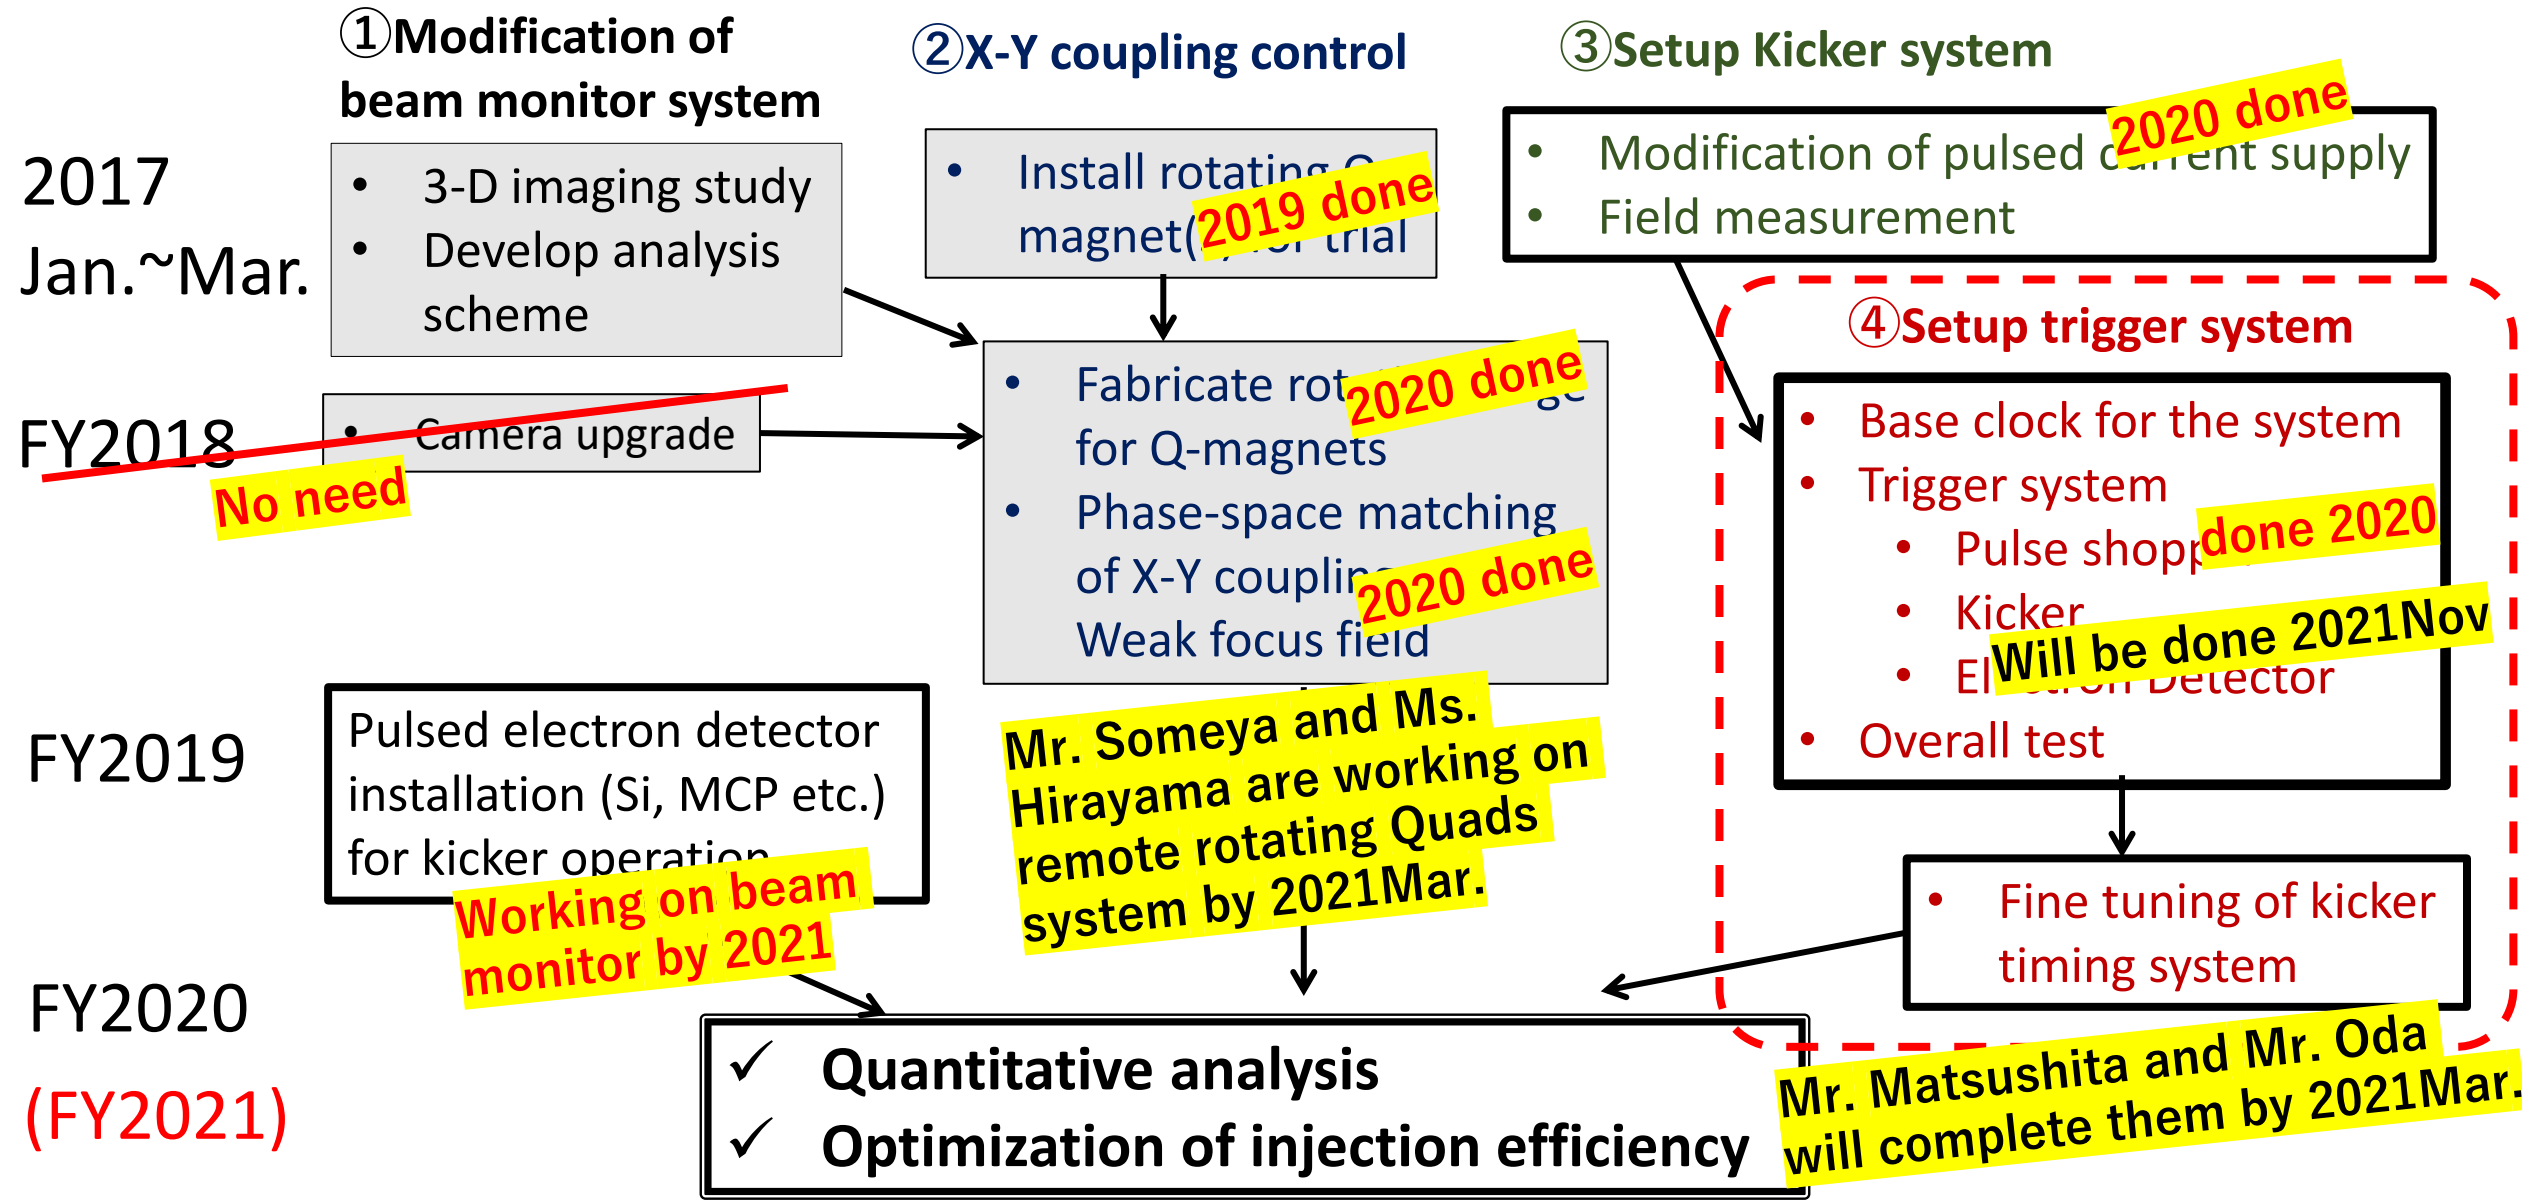 ①Modification of
beam monitor system
②X-Y coupling control
③Setup Kicker system
2017
Jan.~Mar.
• 3-D imaging study
• Develop analysis
scheme
• Install rotating
magnet( for trial
2019 done
• Modification of pulsed current supply
• Field measurement
2020 done
④Setup trigger system
FY2018
• Camera upgrade
No need
• Fabricate
for Q-magnets
2020 done
• Phase-space matching
of X-Y coupling
Weak focus field
2020 done
• Base clock for the system
• Trigger system
• Pulse
done 2020
• Kicker
Will be done 2021Nov
• Electron Detector
• Overall test
FY2019
Pulsed electron detector
installation (Si, MCP etc.)
for kicker operation
Working on beam
monitor by 2021
Mr. Someya and Ms.
Hirayama are working on
remote rotating Quads
system by 2021Mar.
• Fine tuning of kicker
timing system
Mr. Matsushita and Mr. Oda
will complete them by 2021Mar.
FY2020
(FY2021)
✓ Quantitative analysis
✓ Optimization of injection efficiency